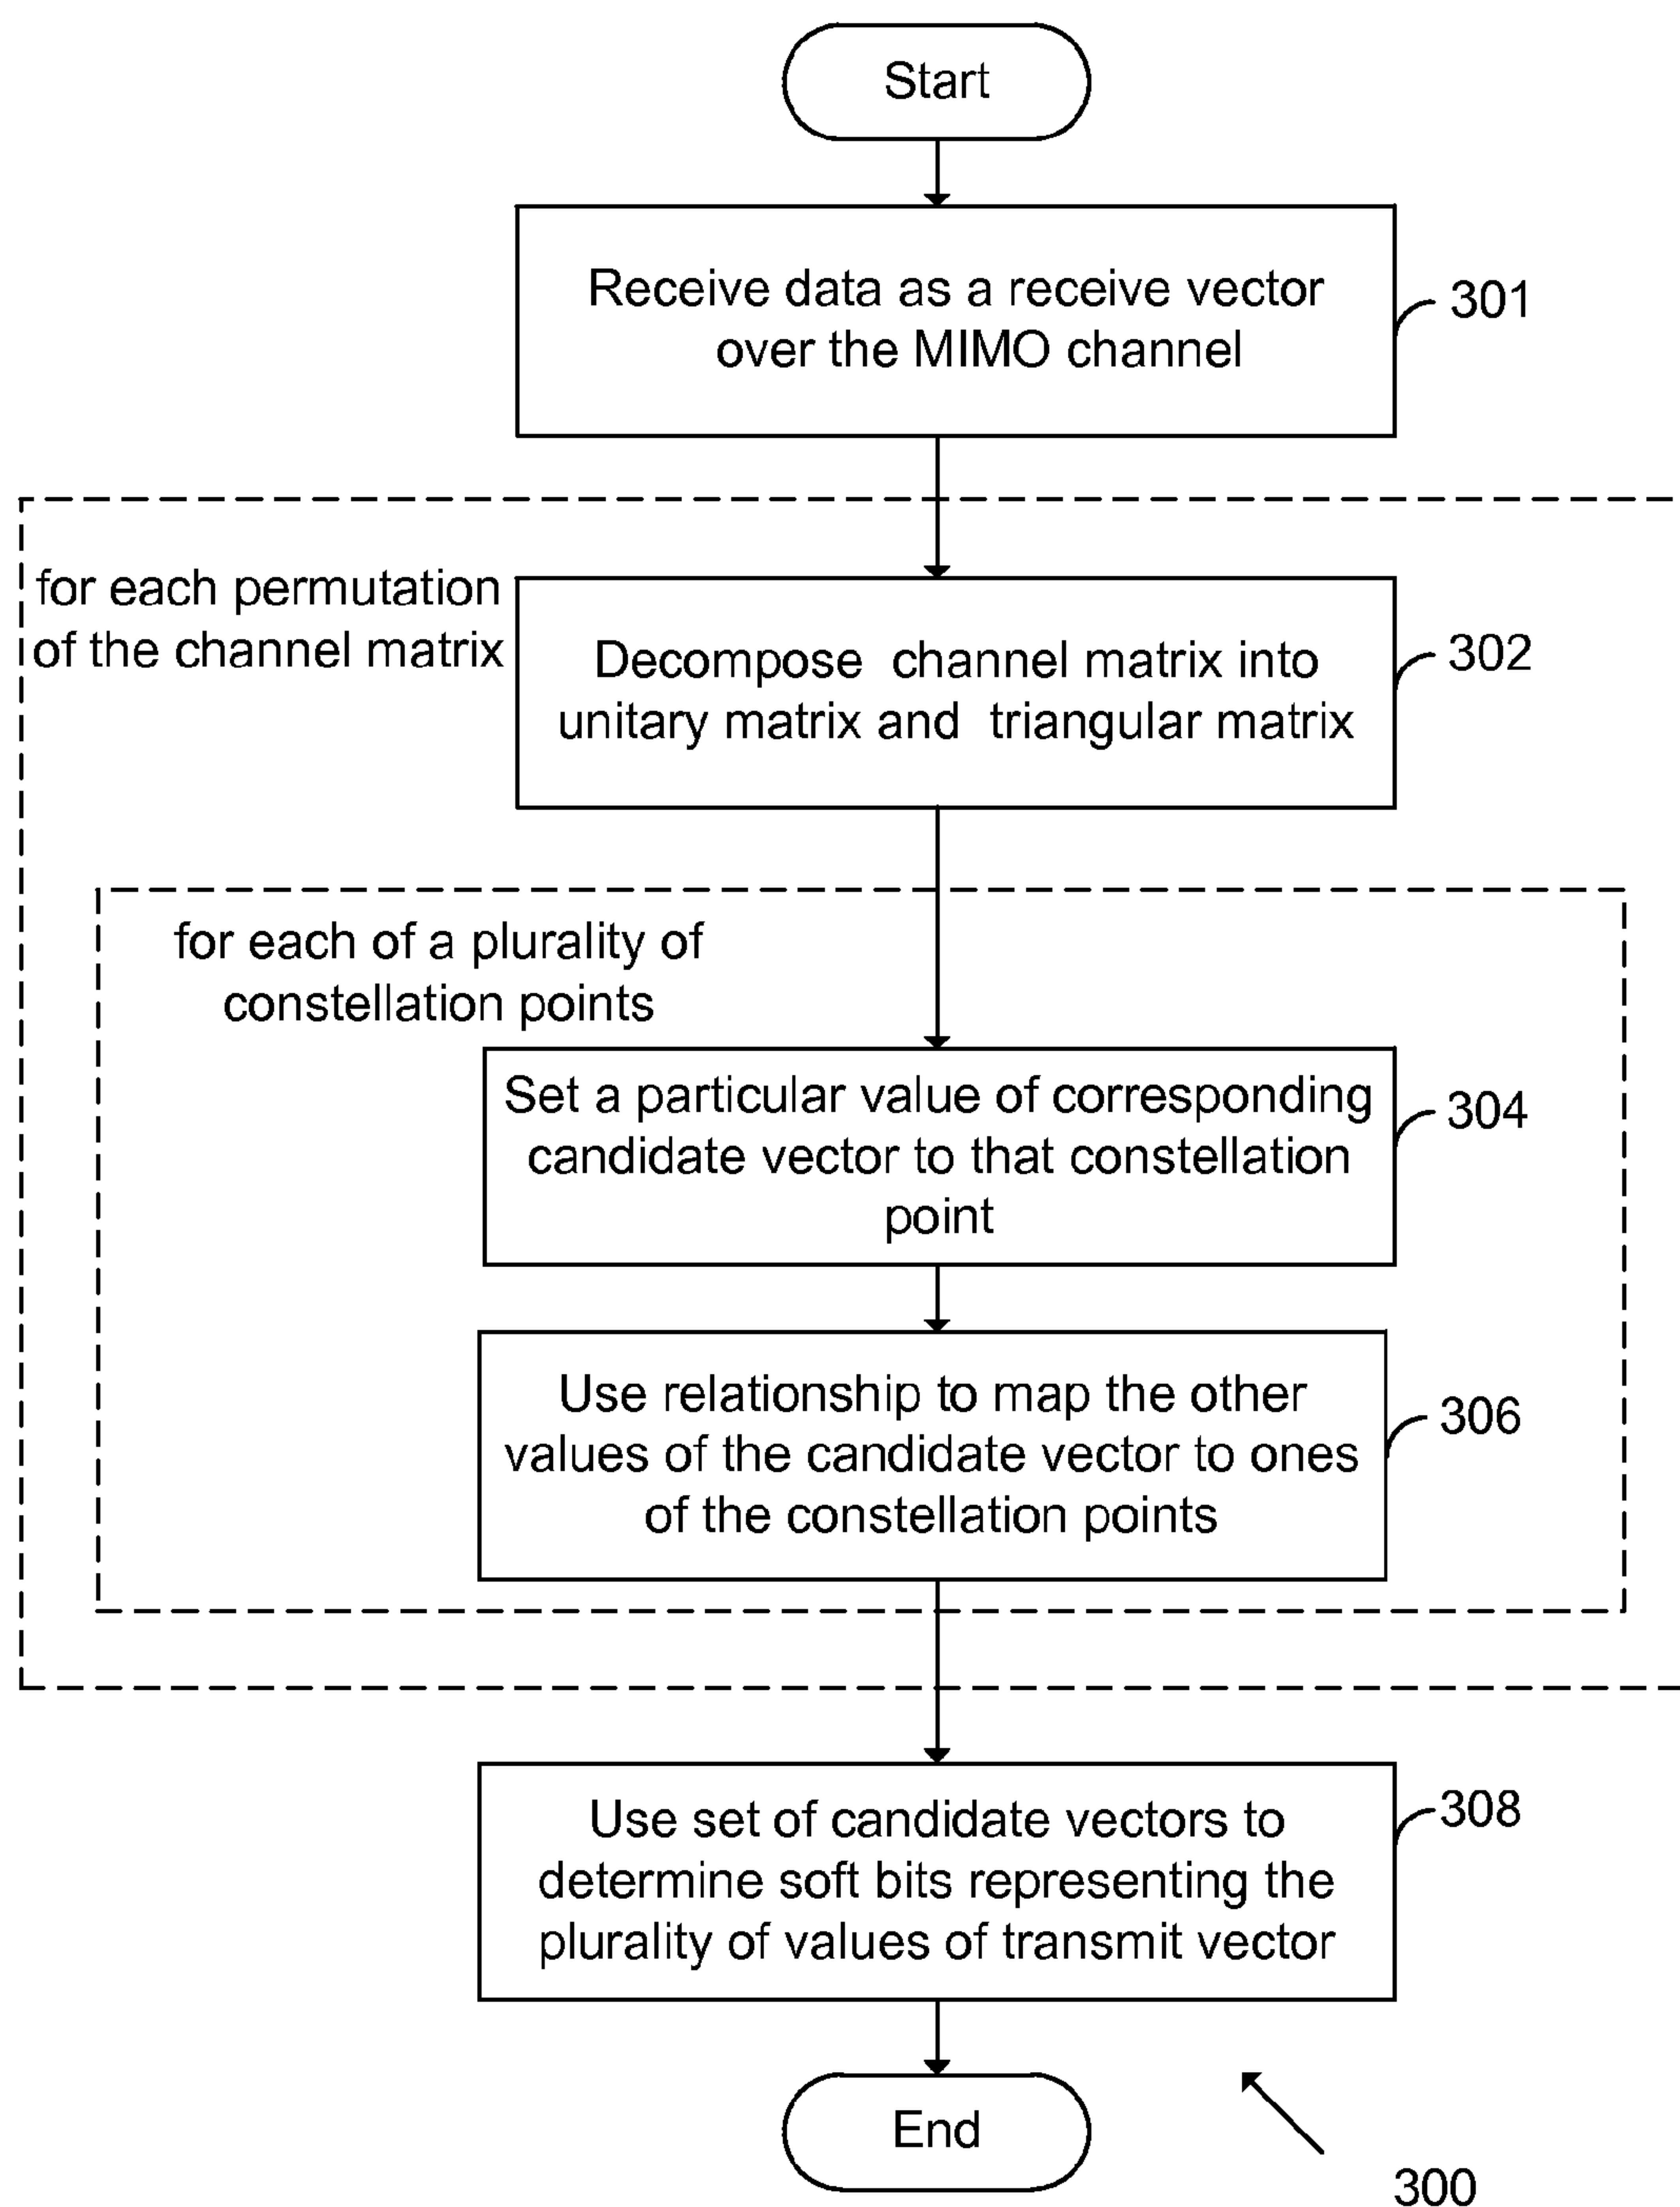 Start
Receive data as a receive vector
over the MIMO channel
301
for each permutation
of the channel matrix
Decompose channel matrix into
unitary matrix and triangular matrix
302
for each of a plurality of
constellation points
Set a particular value of corresponding
candidate vector to that constellation
point
304
Use relationship to map the other
values of the candidate vector to ones
of the constellation points
306
Use set of candidate vectors to
determine soft bits representing the
plurality of values of transmit vector
308
End
300